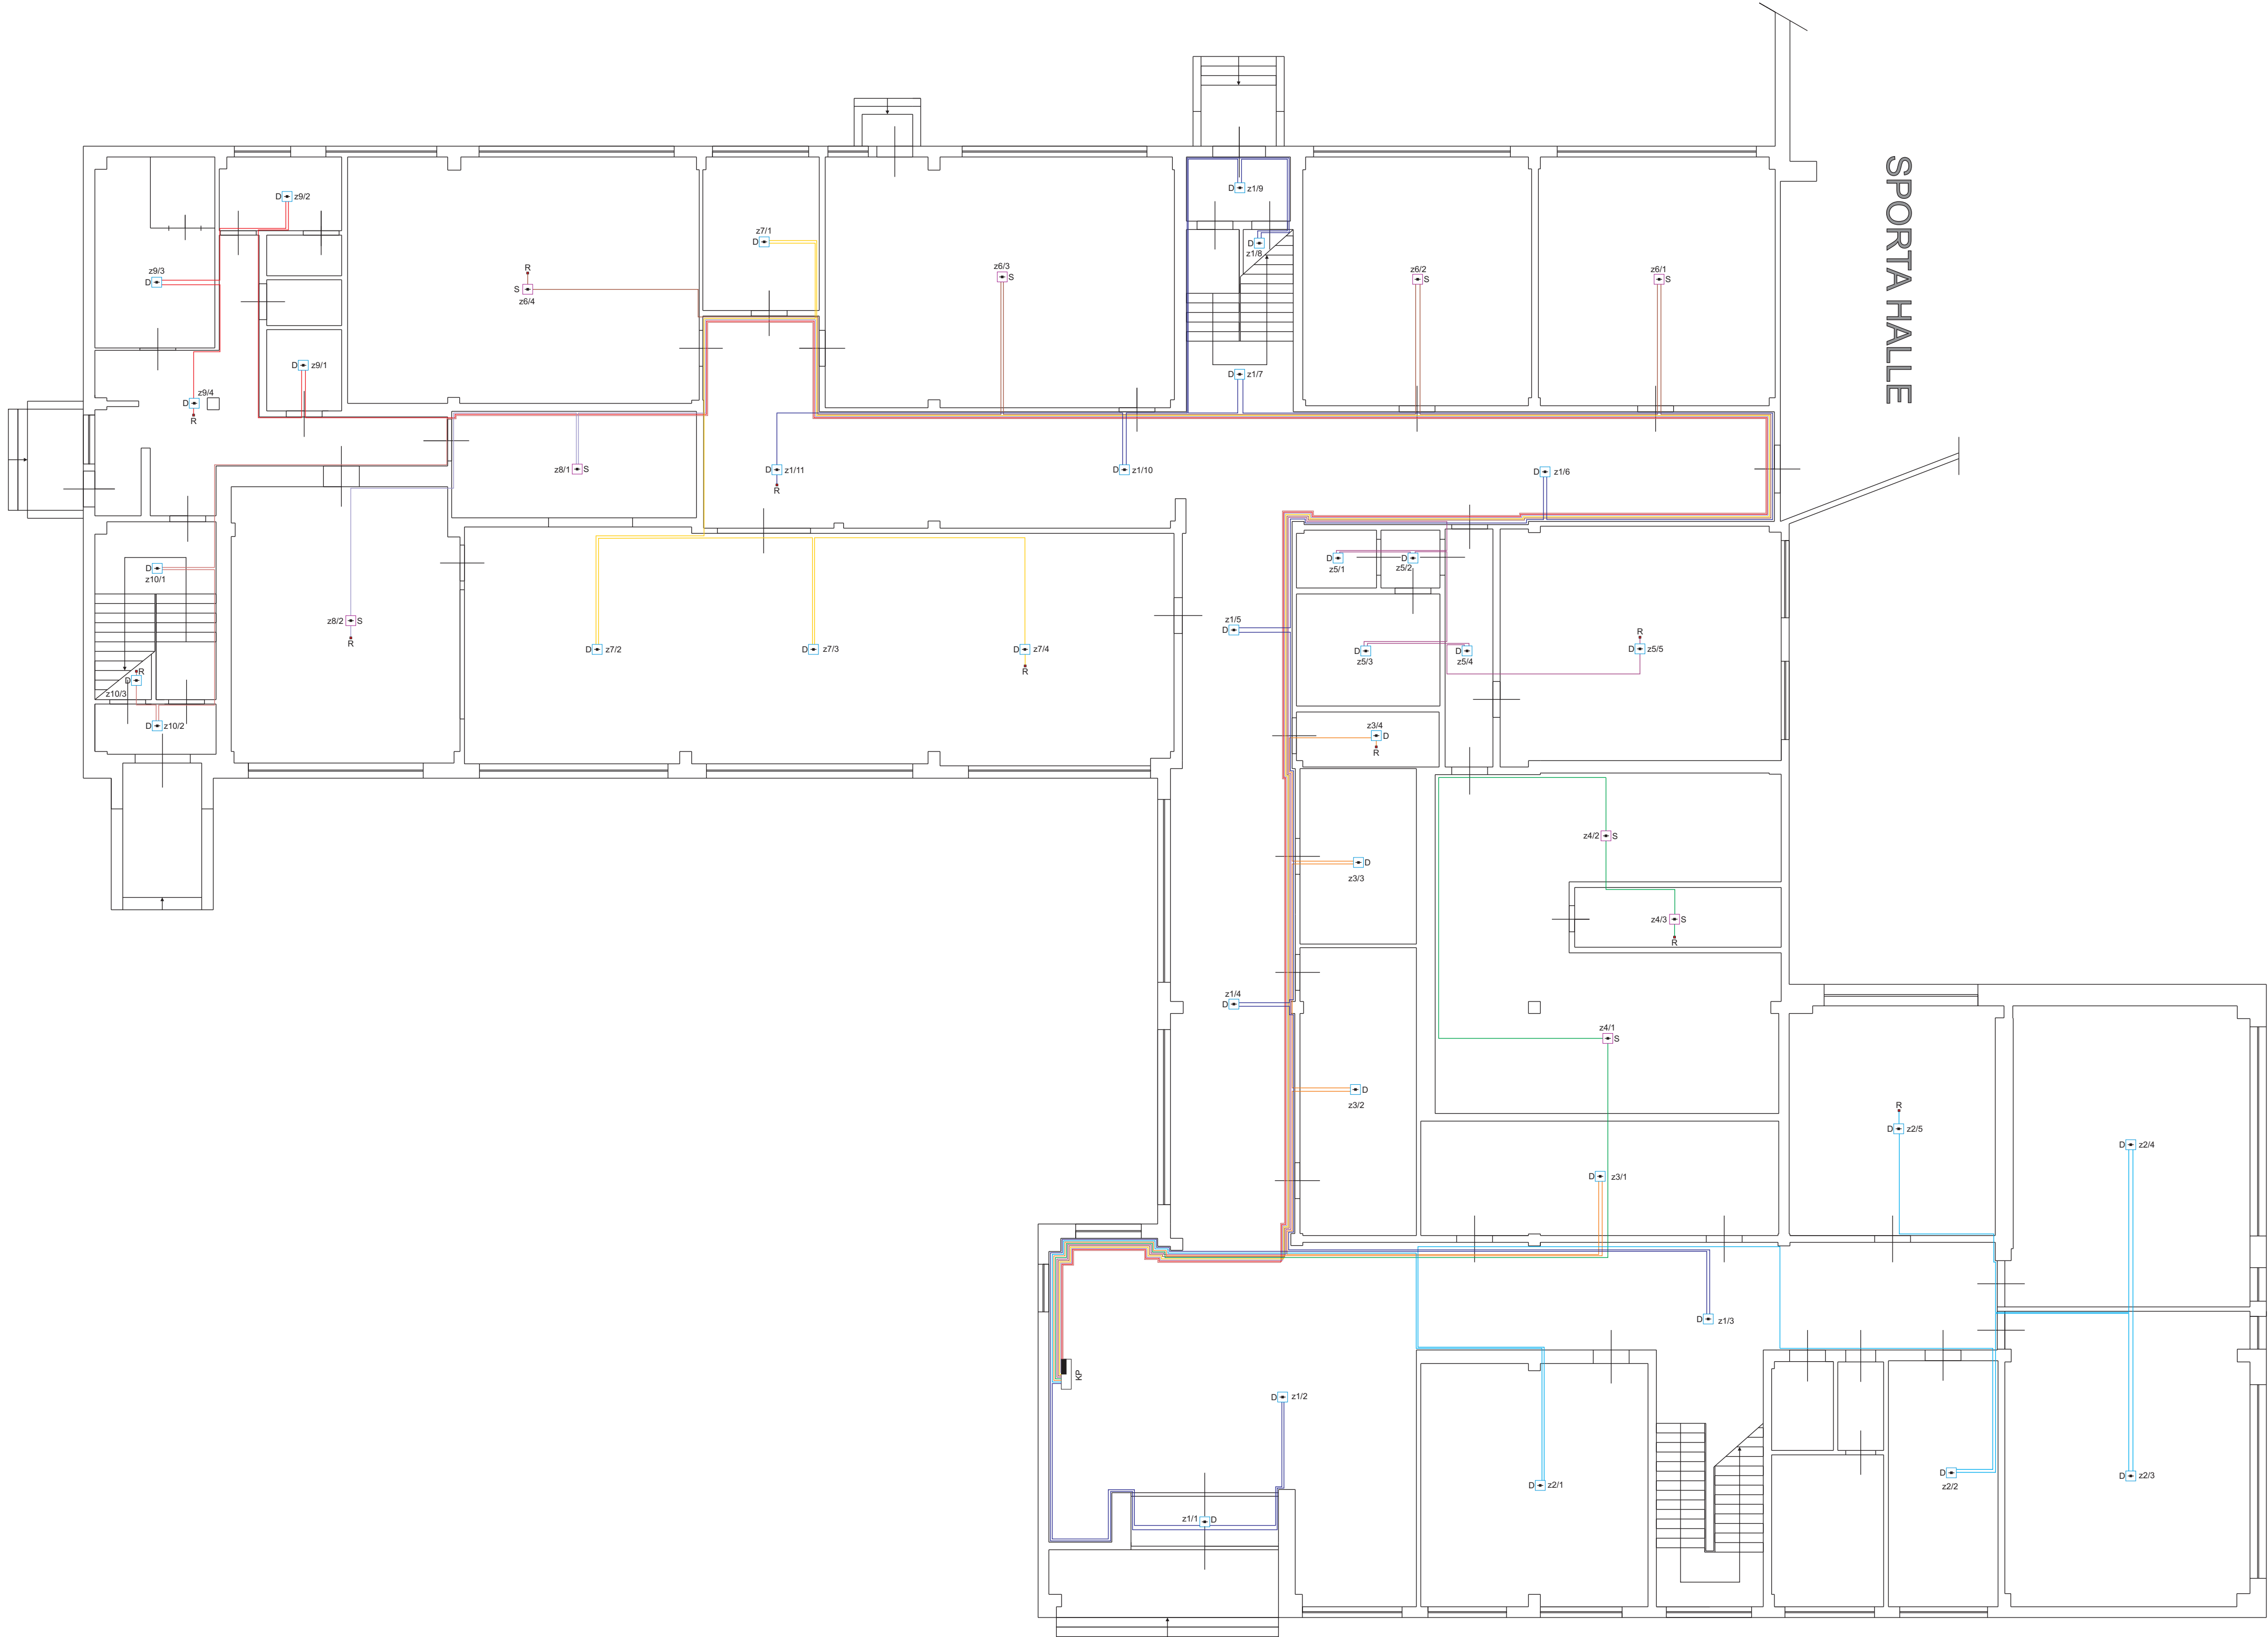 SPORTA HALLE
D z9/2
D z1/9
z7/1
D
D
z1/8
z9/3
D
R
S
z6/4
z6/3
S
z6/2
S
z6/1
S
D z9/1
D z1/7
z9/4
D
R
z8/1 S
D z1/11
R
D z1/10
D z1/6
D
z10/1
D
z5/1
D
z5/2
z8/2 S
R
z1/5
D
D z7/2
D z7/3
D z7/4
R
D
z5/3
D
z5/4
R
D z5/5
R
D
z10/3
D z10/2
z3/4
D
R
z4/2 S
D
z3/3
z4/3 S
R
z1/4
D
z4/1
S
D
z3/2
R
D z2/5
D z2/4
D z3/1
D z1/3
KP
D z1/2
D z2/1
D
z2/2
D z2/3
z1/1 D